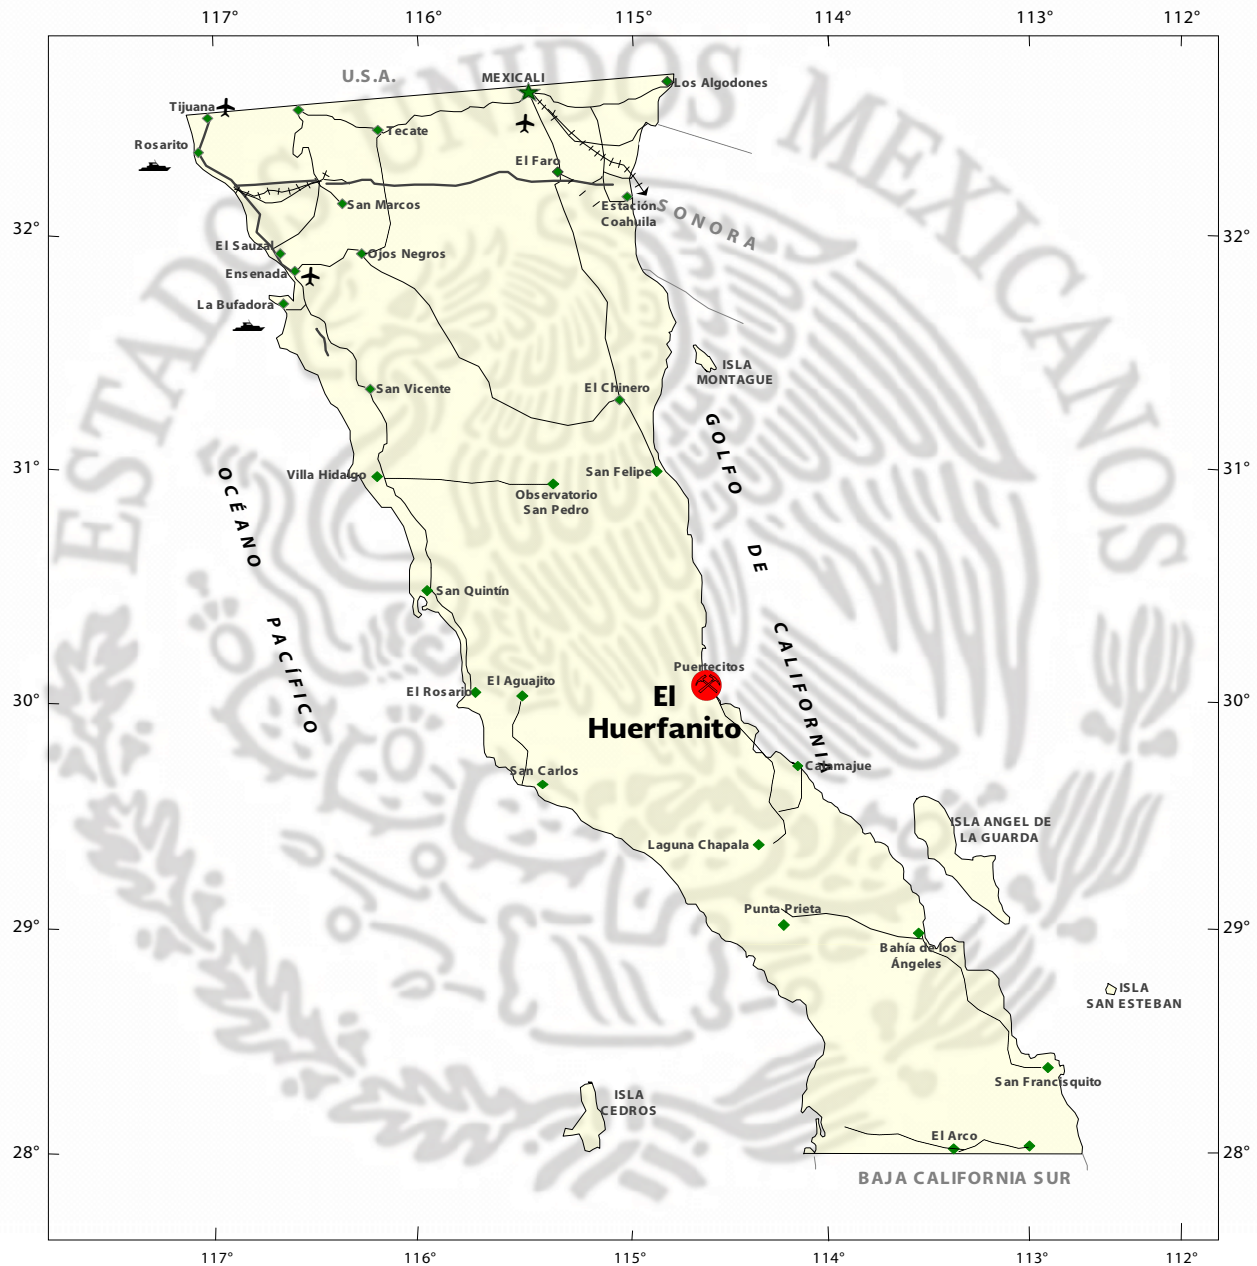 117° 116° 115° 114° 113° 112°
ESTADOS UNIDOS MEXICANOS
U.S.A.
MEXICALI
Los Algodones
Tijuana
Tecate
Rosarito
El Faro
San Marcos
Estación
Coahuila
SONORA
32° 32°
El Sauzal
Ojos Negros
Ensenada
La Bufadora
ISLA
MONTAGUE
San Vicente
El Chinero
GOLFO DE CALIFORNIA
31° 31°
OCÉANO PACÍFICO
Villa Hidalgo
San Felipe
Observatorio
San Pedro
San Quintín
Puertecitos
El Aguajito
El Rosario
El
Huerfanito
30° 30°
San Carlos
Calamajue
ISLA ANGEL DE
LA GUARDA
Laguna Chapala
Punta Prieta
29° 29°
Bahía de los
Ángeles
ISLA
SAN ESTEBAN
San Francisquito
ISLA
CEDROS
El Arco
28° 28°
BAJA CALIFORNIA SUR
117° 116° 115° 114° 113° 112°